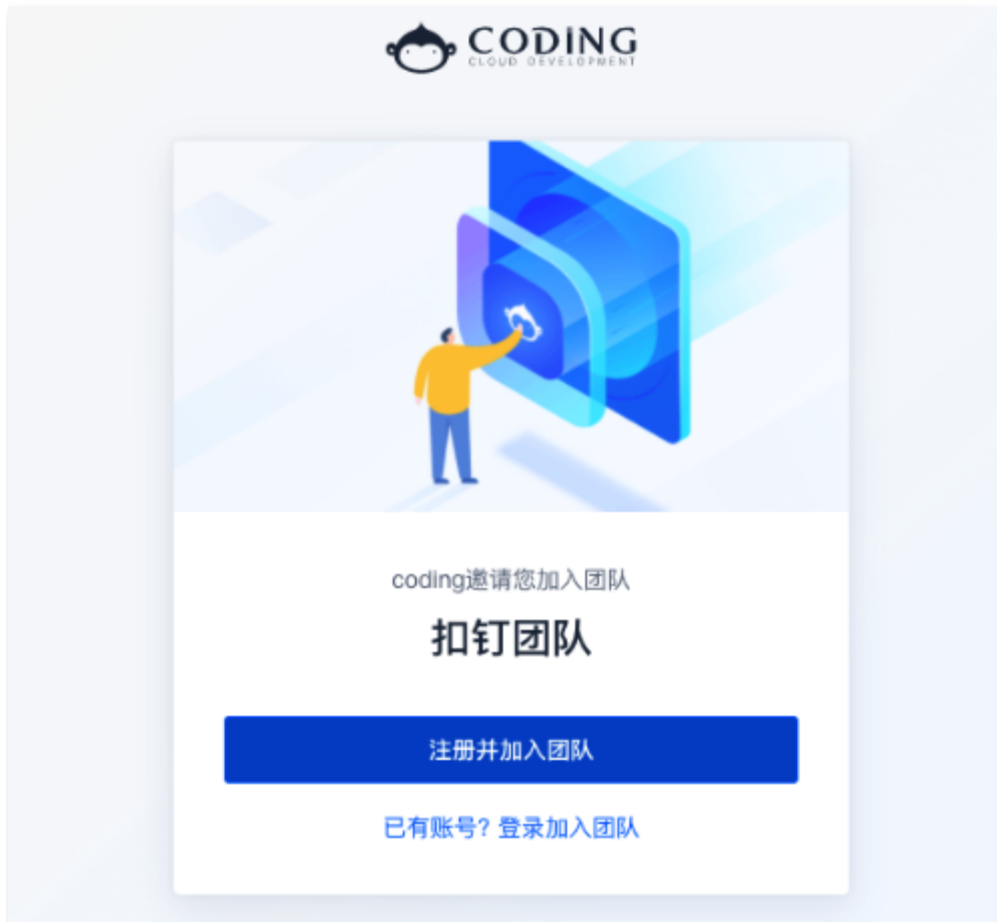 CODING
CLOUD DEVELOPMENT
coding邀请您加入团队
扣钉团队
注册并加入团队
已有账号? 登录加入团队